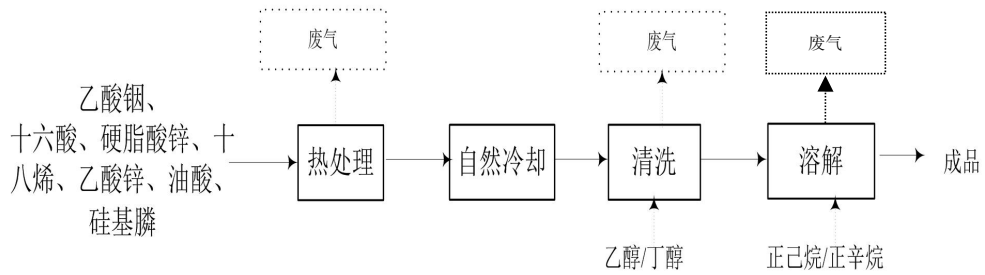 废气
废气
废气
乙酸铟、
十六酸、硬脂酸锌、十
八烯、乙酸锌、油酸、
硅基膦
热处理
自然冷却
清洗
溶解
成品
乙醇/丁醇
正己烷/正辛烷